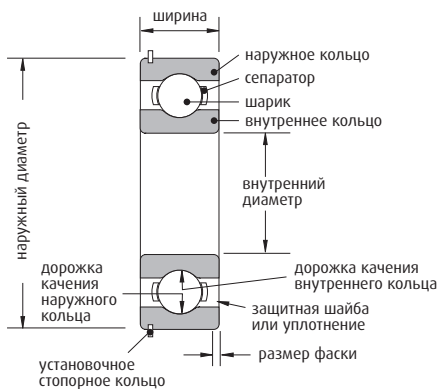 ширина
наружное кольцо
сепаратор
шарик
внутреннее кольцо
наружный диаметр
внутренний
диаметр
дорожка
качения
наружного
кольца
дорожка качения
внутреннего кольца
защитная шайба
или уплотнение
размер фаски
установочное
стопорное кольцо